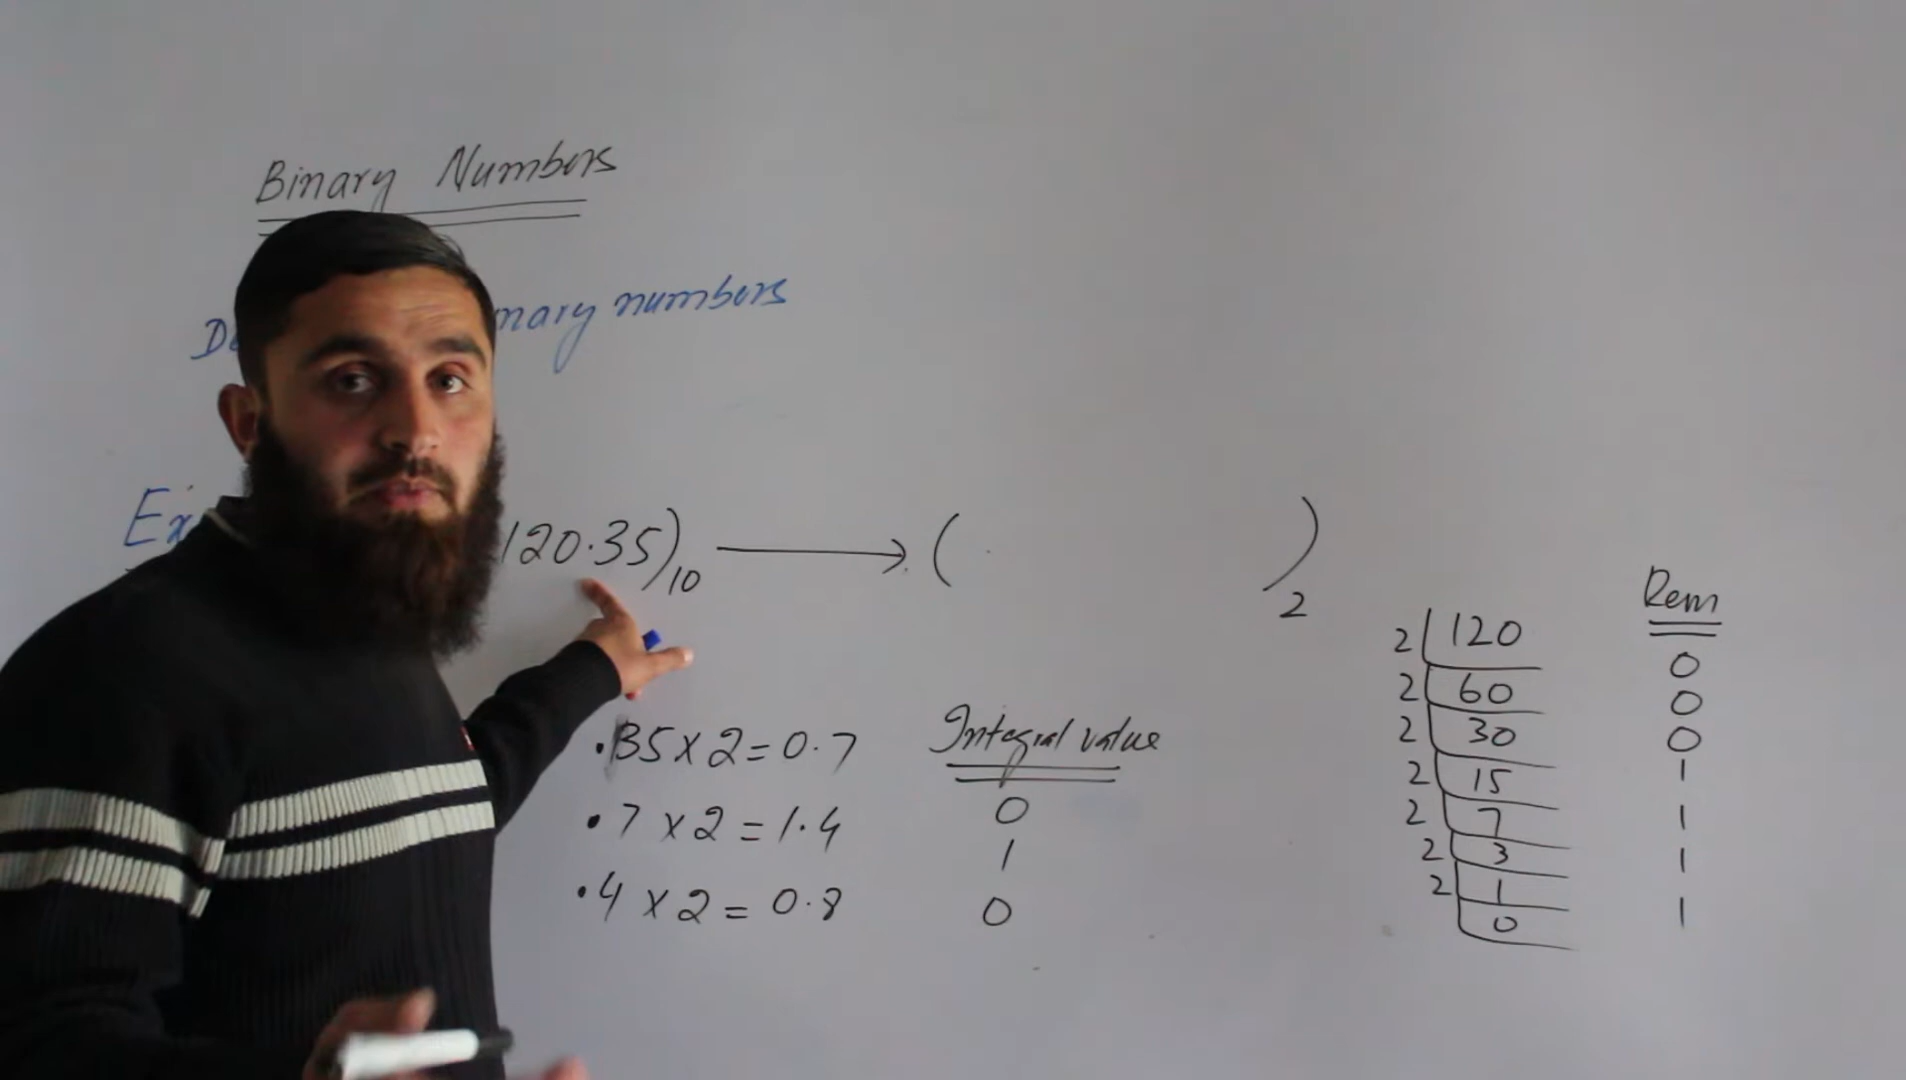 Binary Numbers
numbers
120.35)10 → ( )2
.35 x 2 = 0.7
.7 x 2 = 1.4
.4 x 2 = 0.8
Integral value
0
1
0
Rem
2 120 0
2 60 0
2 30 0
2 15 1
2 7 1
2 3 1
2 1 1
0